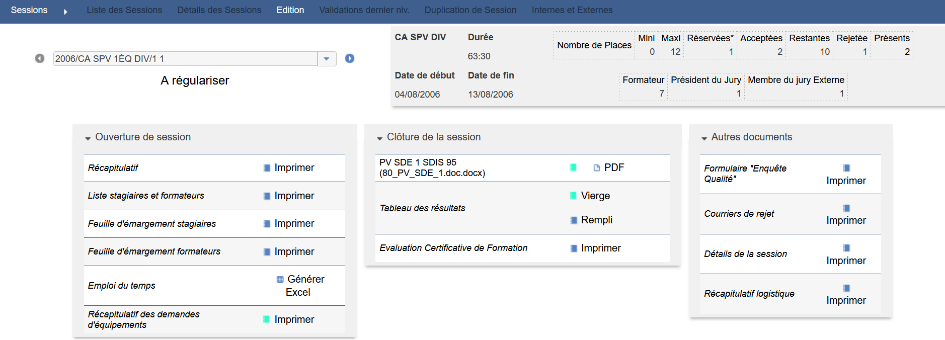 Sessions Liste des Sessions Détails des Sessions Edition Validations dernier niv. Duplication de Session Internes et Externes
2006/CA SPV 1ÉQ DIV/1 1
A régulariser
CA SPV DIV Durée
63:30
Date de début Date de fin
04/08/2006 13/08/2006
Mini Maxi Réservées* Acceptées Restantes Rejetée Présents
Nombre de Places 0 12 1 2 10 1 2
Formateur Président du Jury Membre du jury Externe
7 1 1
Ouverture de session
Récapitulatif Imprimer
Liste stagiaires et formateurs Imprimer
Feuille d'émargement stagiaires Imprimer
Feuille d'émargement formateurs Imprimer
Emploi du temps Générer
Excel
Récapitulatif des demandes
d'équipements Imprimer
Clôture de la session
PV SDE 1 SDIS 95
(80_PV_SDE_1.doc.docx) PDF
Tableau des résultats Vierge
Rempli
Evaluation Certificative de Formation Imprimer
Autres documents
Formulaire "Enquête
Qualité" Imprimer
Courriers de rejet Imprimer
Détails de la session Imprimer
Récapitulatif logistique Imprimer